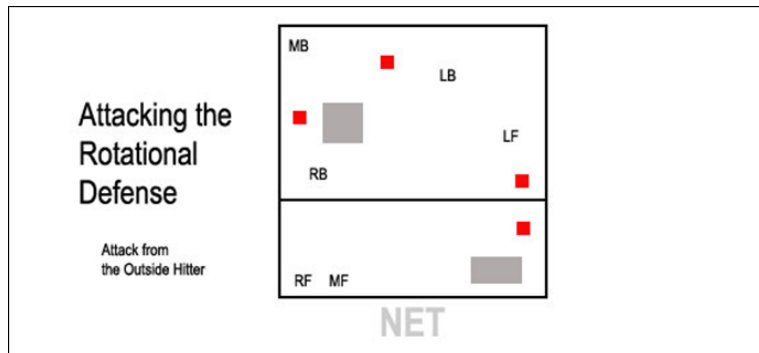 MB
LB
Attacking the
Rotational
Defense
LF
RB
Attack from
the Outside Hitter
RF MF
NET